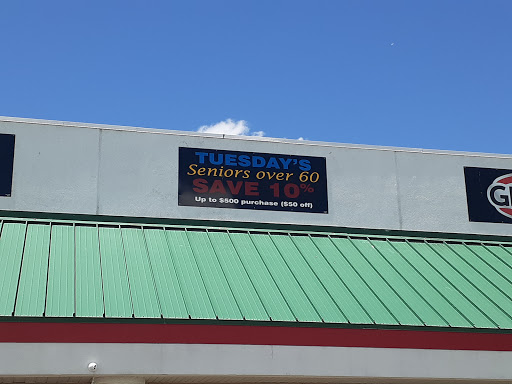 TUESDAY'S
Seniors over 60
SAVE 10%
Up to $500 purchase ($50 off)